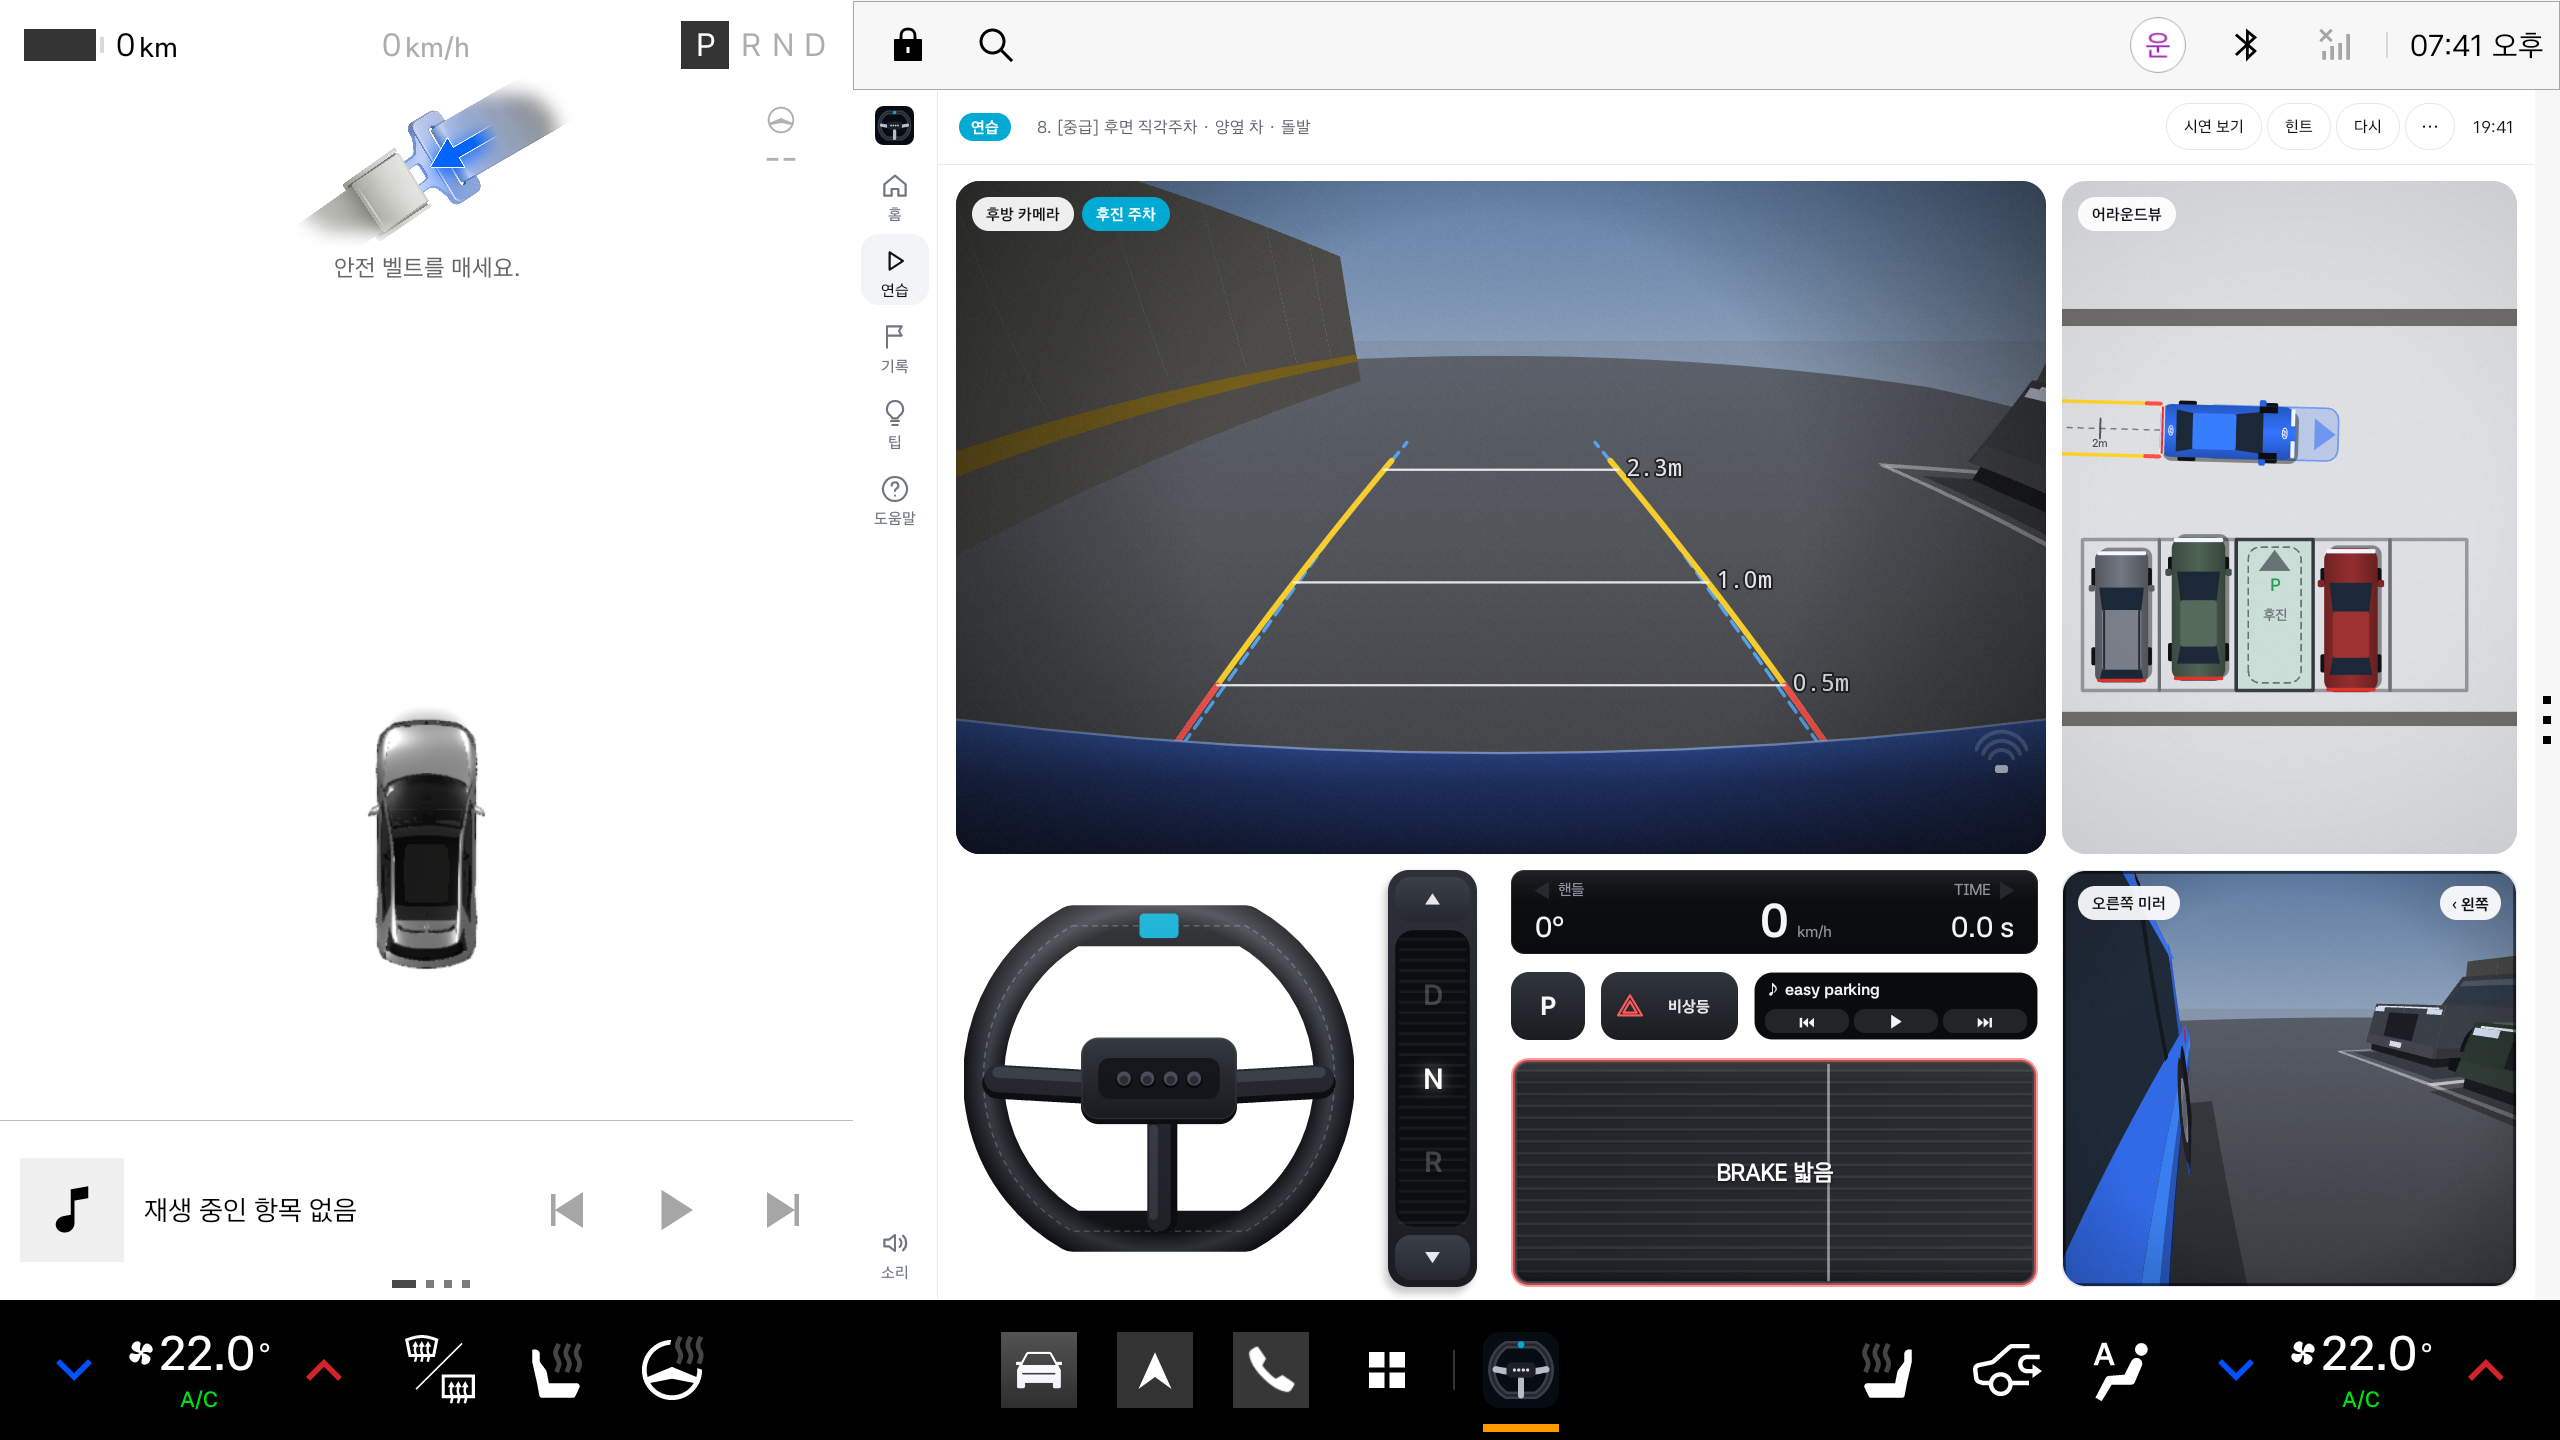 0 km
0 km/h
P R N D
운
07:41 오후
안전 벨트를 매세요.
연습
8. [중급] 후면 직각주차 · 양옆 차 · 돌발
시연 보기
힌트
다시
...
19:41
홈
연습
기록
팁
도움말
소리
후방 카메라
후진 주차
2.3m
1.0m
0.5m
어라운드뷰
2m
P
후진
D
N
R
핸들
0°
0 km/h
TIME
0.0 s
P
비상등
♪ easy parking
BRAKE 밟음
오른쪽 미러
‹ 왼쪽
재생 중인 항목 없음
22.0°
A/C
A
22.0°
A/C